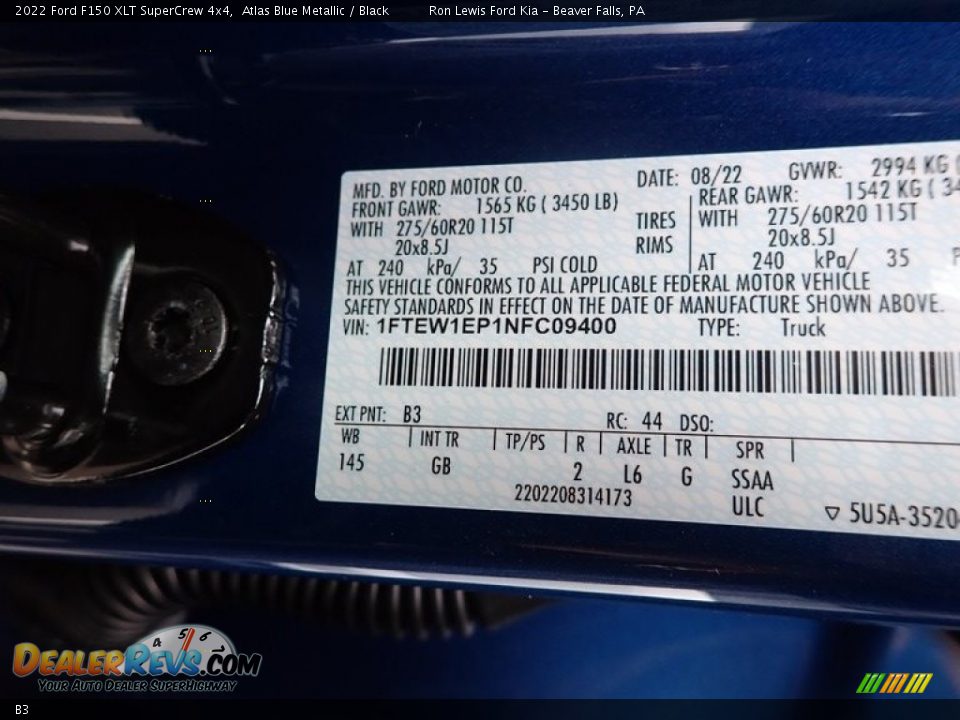 2022 Ford F150 XLT SuperCrew 4x4, Atlas Blue Metallic / Black Ron Lewis Ford Kia - Beaver Falls, PA
MFD. BY FORD MOTOR CO. DATE: 08/22 GVWR: 2994 KG (
FRONT GAWR: 1565 KG ( 3450 LB) REAR GAWR: 1542 KG ( 34
WITH 275/60R20 115T TIRES WITH 275/60R20 115T
20x8.5J RIMS 20x8.5J
AT 240 kPa/ 35 PSI COLD AT 240 kPa/ 35 P
THIS VEHICLE CONFORMS TO ALL APPLICABLE FEDERAL MOTOR VEHICLE
SAFETY STANDARDS IN EFFECT ON THE DATE OF MANUFACTURE SHOWN ABOVE.
VIN: 1FTEW1EP1NFC09400 TYPE: Truck
EXT PNT: B3 RC: 44 DSO:
WB INT TR TP/PS R AXLE TR SPR
145 GB 2 L6 G SSAA
2202208314173 ULC
5U5A-3520
4 5 6
DealerRevs.com
Your Auto Dealer SuperHighway
B3